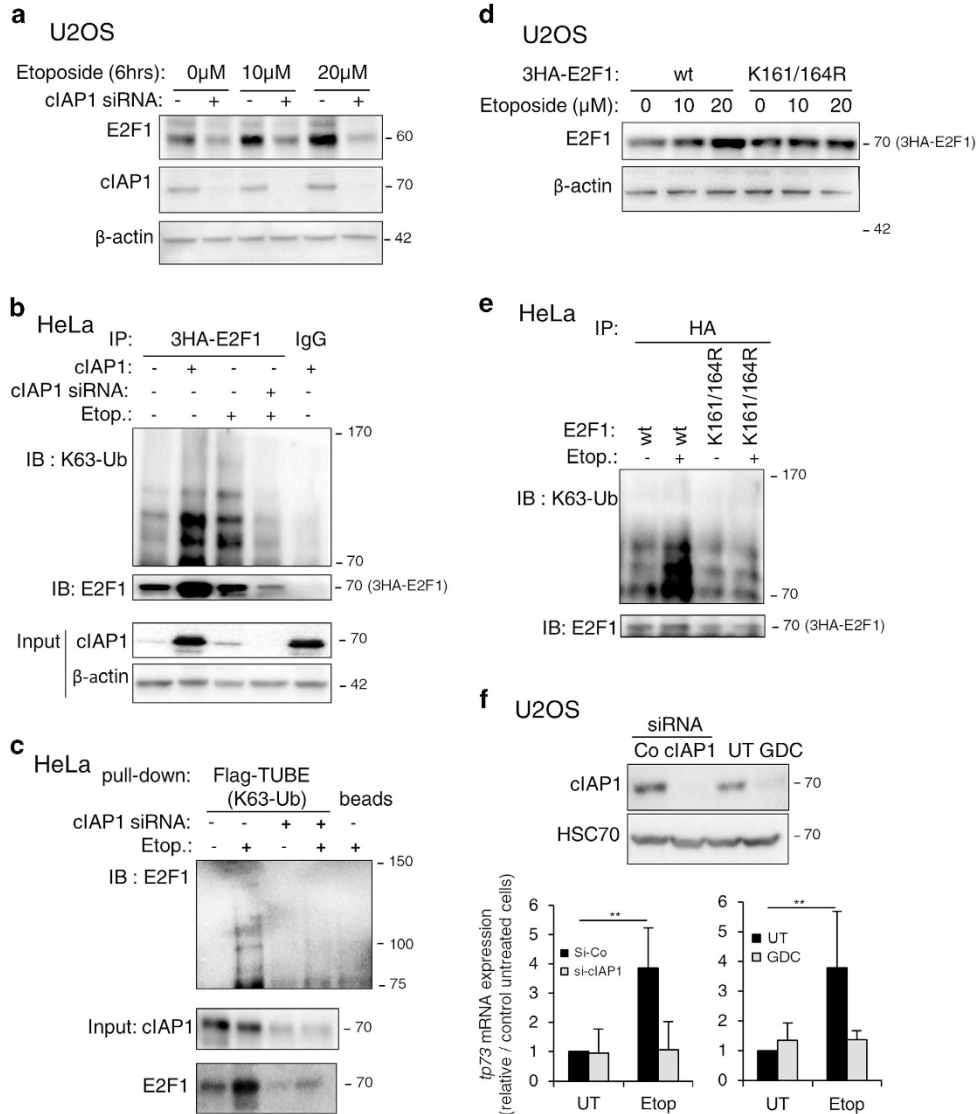 a
U2OS
Etoposide (6hrs): 0µM 10µM 20µM
cIAP1 siRNA: - + - + - +
E2F1 - 60
cIAP1 - 70
β-actin - 42
b
HeLa
IP: 3HA-E2F1 IgG
cIAP1: - + - - +
cIAP1 siRNA: - - - + -
Etop.: - - + + -
- 170
IB : K63-Ub
- 70
IB: E2F1 - 70 (3HA-E2F1)
Input cIAP1 - 70
β-actin - 42
c
HeLa
pull-down: Flag-TUBE
(K63-Ub) beads
cIAP1 siRNA: - - + + -
Etop.: - + - + +
- 150
IB : E2F1
- 100
- 75
Input: cIAP1 - 70
E2F1 - 70
d
U2OS
3HA-E2F1: wt K161/164R
Etoposide (µM): 0 10 20 0 10 20
E2F1 - 70 (3HA-E2F1)
β-actin
- 42
e
HeLa
IP: HA
E2F1: wt wt K161/164R K161/164R
Etop.: - + - +
- 170
IB : K63-Ub
- 70
IB: E2F1 - 70 (3HA-E2F1)
f
U2OS
siRNA
Co cIAP1 UT GDC
cIAP1 - 70
HSC70 - 70
tp73 mRNA expression
(relative / control untreated cells)
6
5
4
3
2
1
0
**
Si-Co
si-cIAP1
UT Etop
6
5
4
3
2
1
0
**
UT
GDC
UT Etop